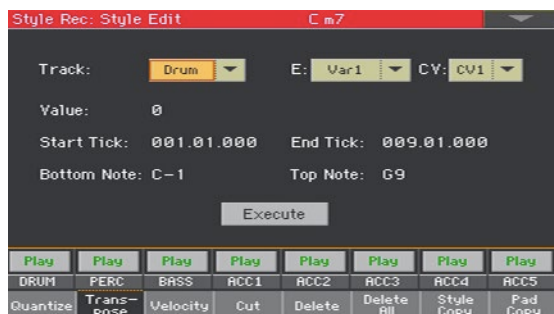 Style Rec: Style Edit C m7
Track: Drum E: Var1 CV: CV1
Value: 0
Start Tick: 001.01.000 End Tick: 009.01.000
Bottom Note: C-1 Top Note: G9
Execute
Play Play Play Play Play Play Play Play
DRUM PERC BASS ACC1 ACC2 ACC3 ACC4 ACC5
Quantize Trans- Velocity Cut Delete Delete Style Pad
pose All Copy Copy